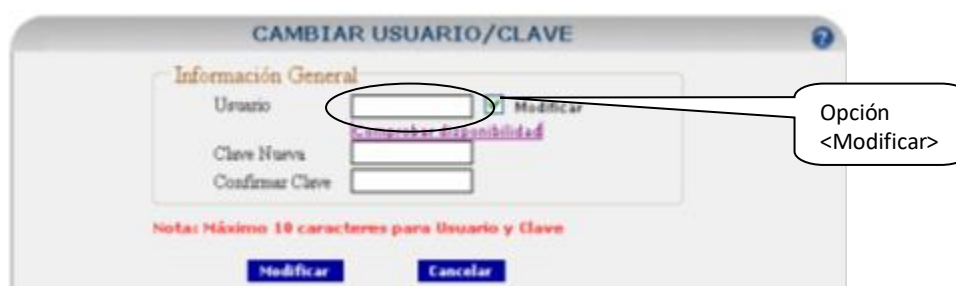 CAMBIAR USUARIO/CLAVE
Información General
Usuario
Modificar
Comprobar disponibilidad
Clave Nueva
Confirmar Clave
Nota: Máximo 10 caracteres para Usuario y Clave
Modificar Cancelar
Opción
<Modificar>